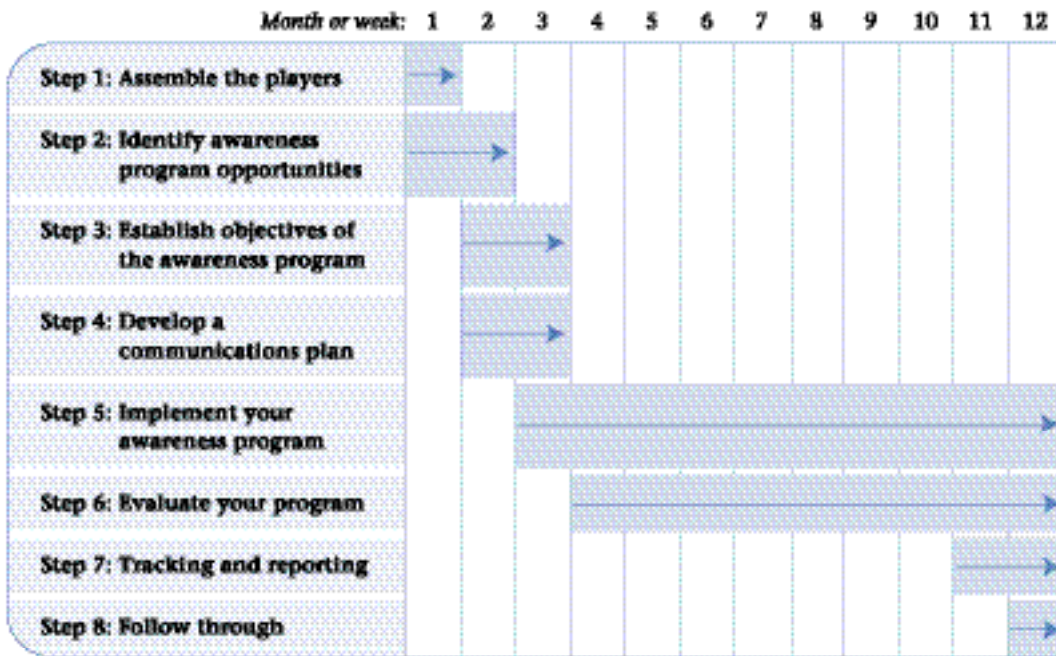 Month or week: 1 2 3 4 5 6 7 8 9 10 11 12
Step 1: Assemble the players
Step 2: Identify awareness
program opportunities
Step 3: Establish objectives of
the awareness program
Step 4: Develop a
communications plan
Step 5: Implement your
awareness program
Step 6: Evaluate your program
Step 7: Tracking and reporting
Step 8: Follow through